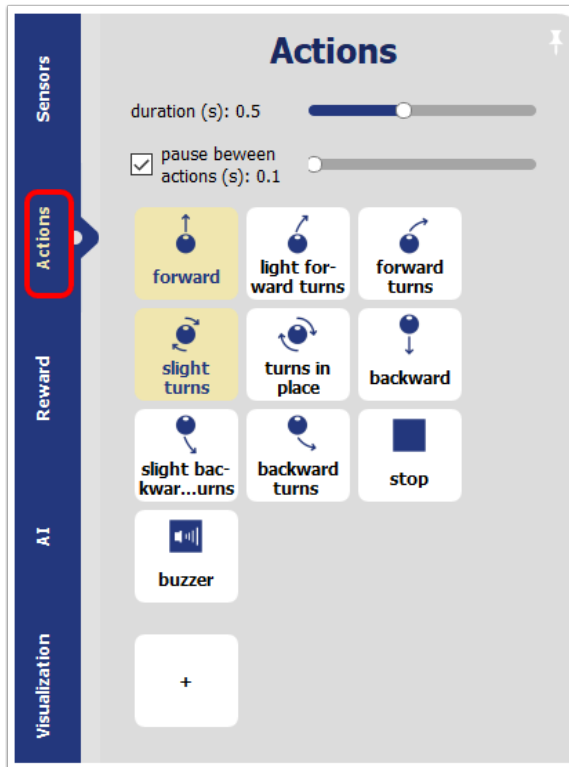 Sensors
Actions
Reward
AI
Visualization
Actions
duration (s): 0.5
pause beween
actions (s): 0.1
forward
light for-
ward turns
forward
turns
slight
turns
turns in
place
backward
slight bac-
kwar...urns
backward
turns
stop
buzzer
+